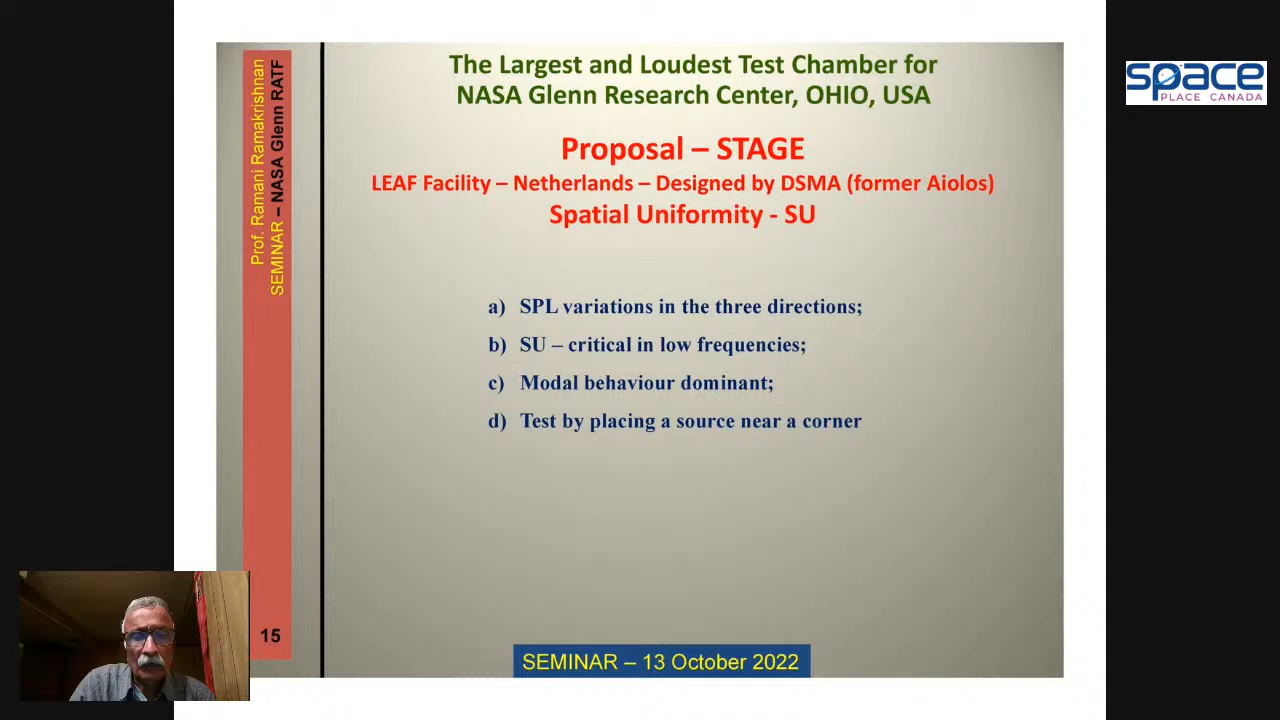 The Largest and Loudest Test Chamber for
NASA Glenn Research Center, OHIO, USA
Proposal – STAGE
LEAF Facility – Netherlands – Designed by DSMA (former Aiolos)
Spatial Uniformity - SU
a) SPL variations in the three directions;
b) SU – critical in low frequencies;
c) Modal behaviour dominant;
d) Test by placing a source near a corner
SEMINAR – 13 October 2022
Prof. Ramani Ramakrishnan
SEMINAR – NASA Glenn RATF
15
space
PLACE CANADA